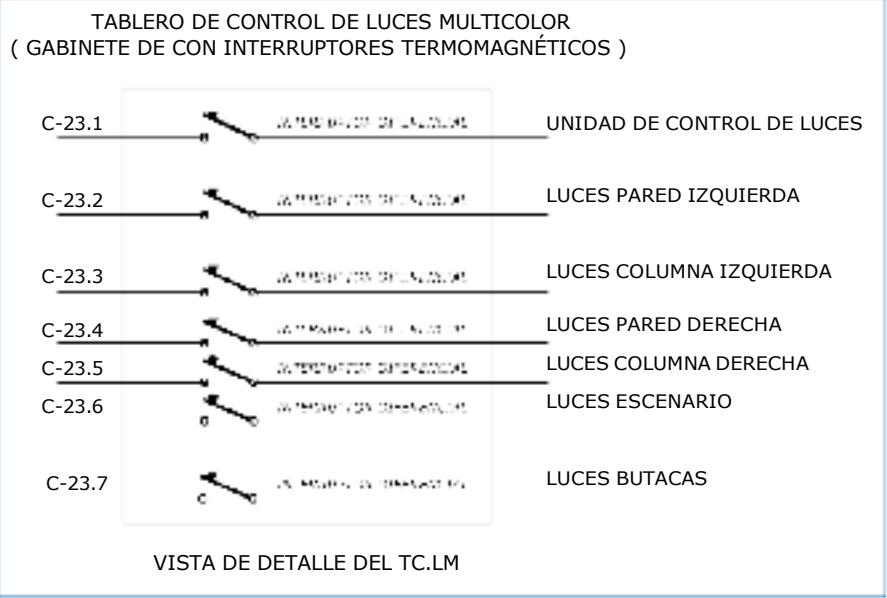 TABLERO DE CONTROL DE LUCES MULTICOLOR
( GABINETE DE CON INTERRUPTORES TERMOMAGNÉTICOS )
C-23.1 UNIDAD DE CONTROL DE LUCES
C-23.2 LUCES PARED IZQUIERDA
C-23.3 LUCES COLUMNA IZQUIERDA
C-23.4 LUCES PARED DERECHA
C-23.5 LUCES COLUMNA DERECHA
C-23.6 LUCES ESCENARIO
C-23.7 LUCES BUTACAS
VISTA DE DETALLE DEL TC.LM